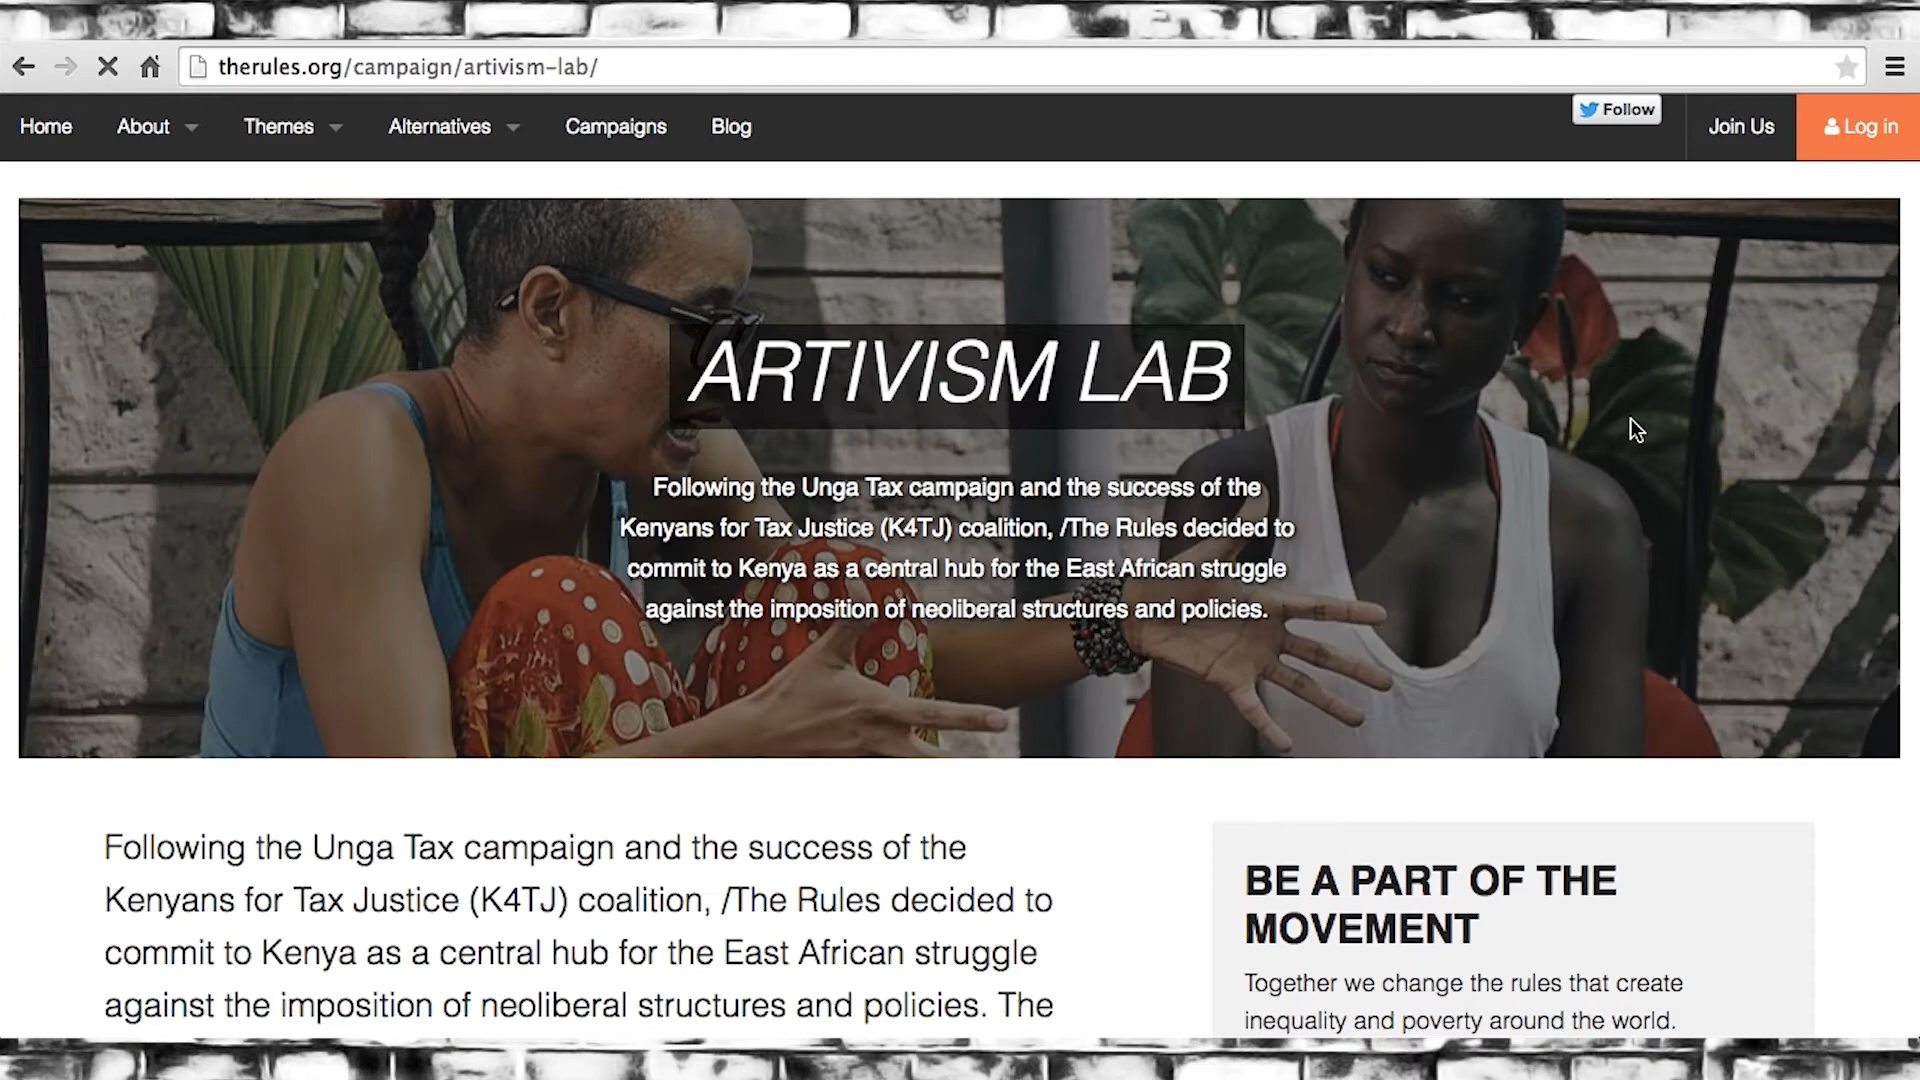 therules.org/campaign/artivism-lab/
Home About Themes Alternatives Campaigns Blog Follow Join Us Log in
ARTIVISM LAB
Following the Unga Tax campaign and the success of the
Kenyans for Tax Justice (K4TJ) coalition, /The Rules decided to
commit to Kenya as a central hub for the East African struggle
against the imposition of neoliberal structures and policies.
Following the Unga Tax campaign and the success of the
Kenyans for Tax Justice (K4TJ) coalition, /The Rules decided to
commit to Kenya as a central hub for the East African struggle
against the imposition of neoliberal structures and policies. The
BE A PART OF THE
MOVEMENT
Together we change the rules that create
inequality and poverty around the world.